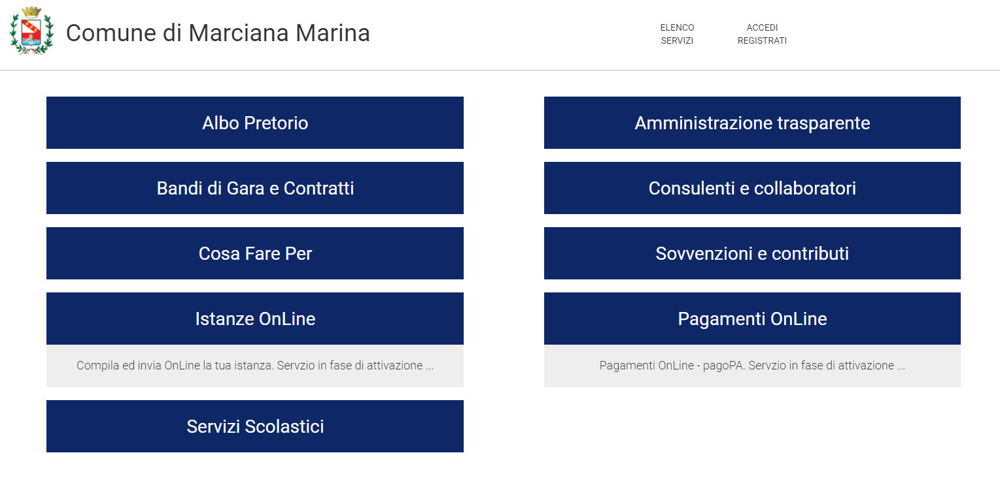 Comune di Marciana Marina
ELENCO
SERVIZI
ACCEDI
REGISTRATI
Albo Pretorio
Amministrazione trasparente
Bandi di Gara e Contratti
Consulenti e collaboratori
Cosa Fare Per
Sovvenzioni e contributi
Istanze OnLine
Compila ed invia OnLine la tua istanza. Servzio in fase di attivazione ...
Pagamenti OnLine
Pagamenti OnLine - pagoPA. Servzio in fase di attivazione ...
Servizi Scolastici